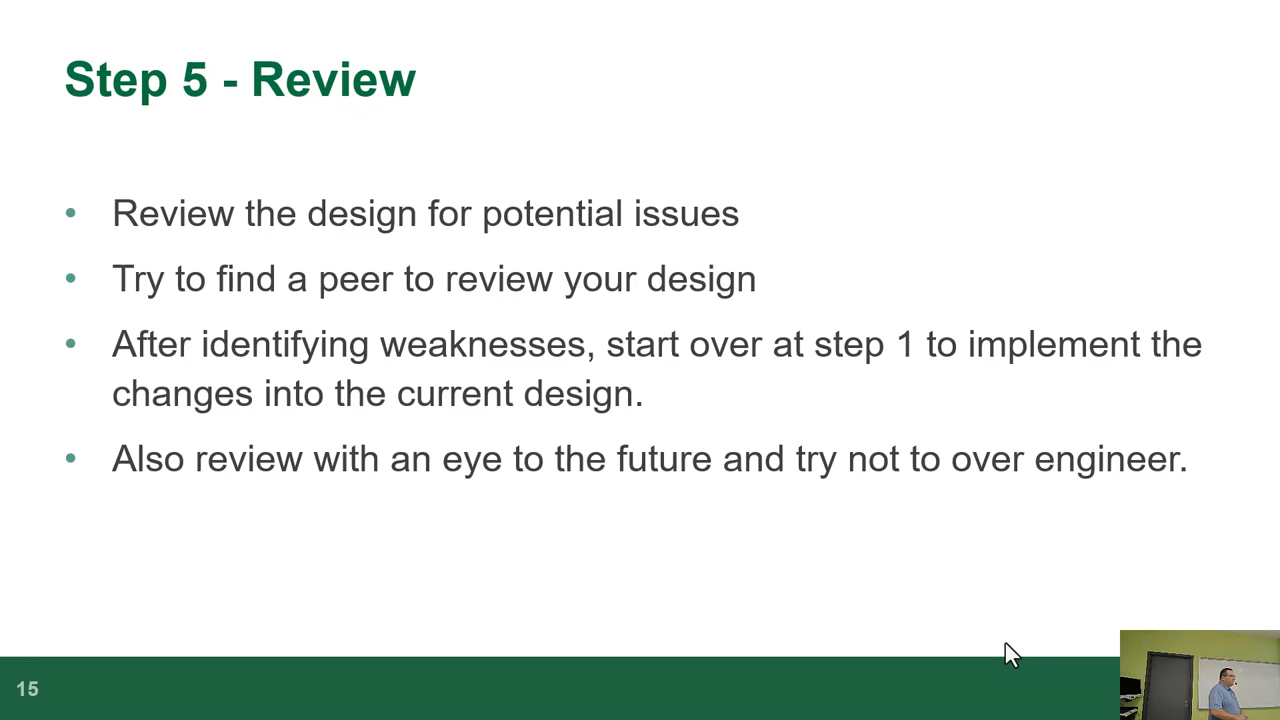 Step 5 - Review
• Review the design for potential issues
• Try to find a peer to review your design
• After identifying weaknesses, start over at step 1 to implement the
changes into the current design.
• Also review with an eye to the future and try not to over engineer.
15